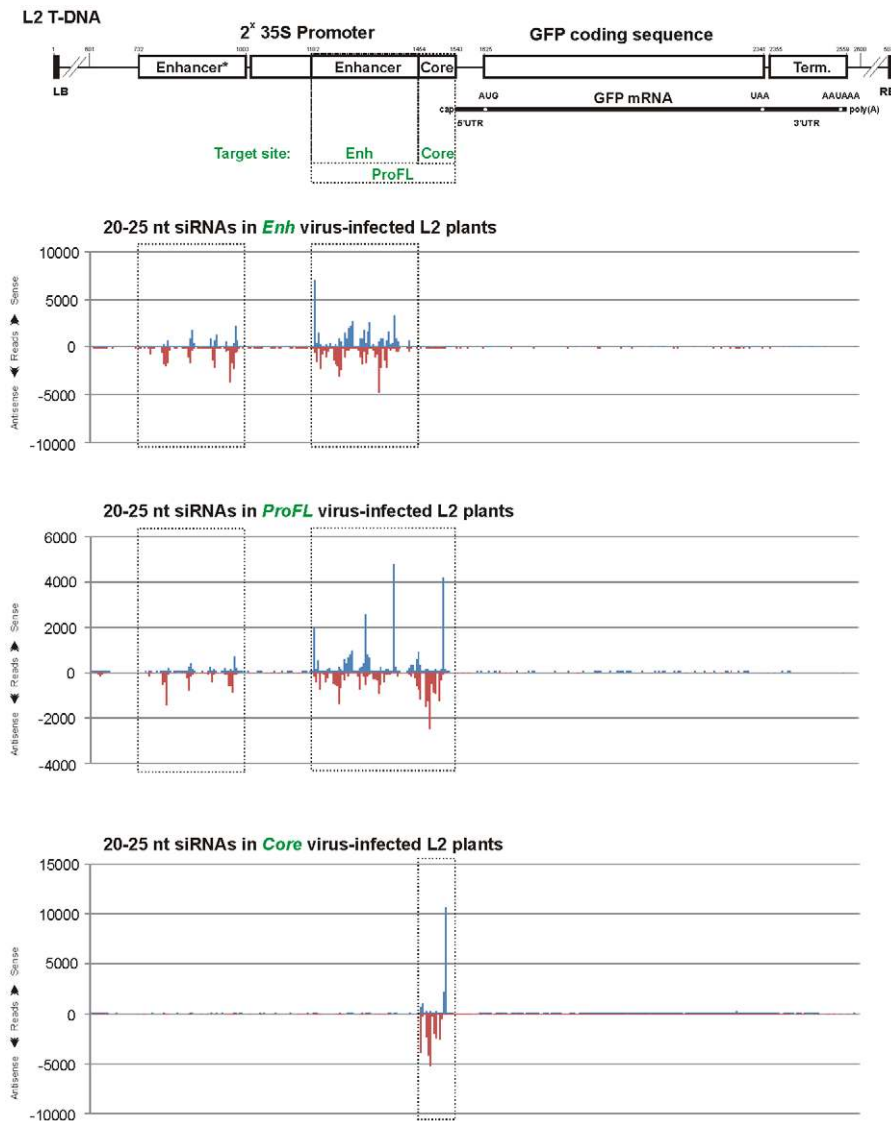 L2 T-DNA
2x 35S Promoter
GFP coding sequence
1 601 732 1003 1102 1454 1541 1625 2346 2355 2559 2600
Enhancer* Enhancer Core Term.
LB
AUG UAA AAUAAA
cap GFP mRNA poly(A)
5'UTR 3'UTR
Target site: Enh Core
ProFL
20-25 nt siRNAs in Enh virus-infected L2 plants
10000
5000
0
-5000
-10000
Antisense Reads Sense
20-25 nt siRNAs in ProFL virus-infected L2 plants
6000
4000
2000
0
-2000
-4000
Antisense Reads Sense
20-25 nt siRNAs in Core virus-infected L2 plants
15000
10000
5000
0
-5000
-10000
Antisense Reads Sense